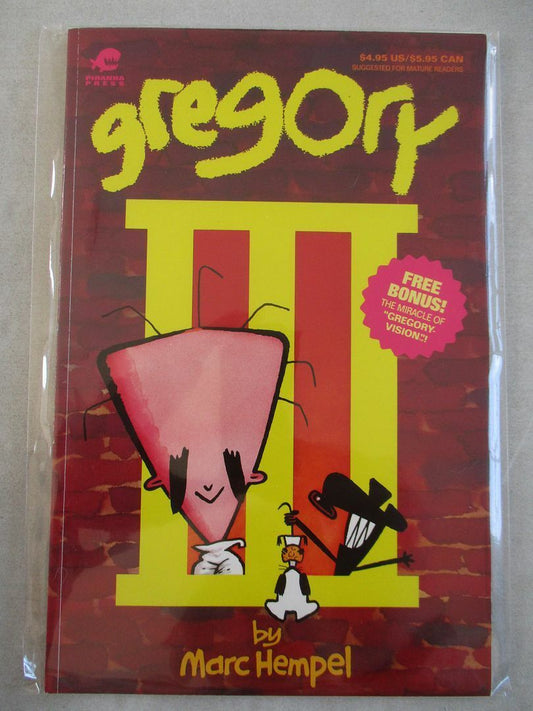 PIRANHA
PRESS
$4.95 US/$5.95 CAN
SUGGESTED FOR MATURE READERS
gregory
III
FREE
BONUS!
THE MIRACLE OF
"GREGORY-
VISION"!
by
Marc Hempel